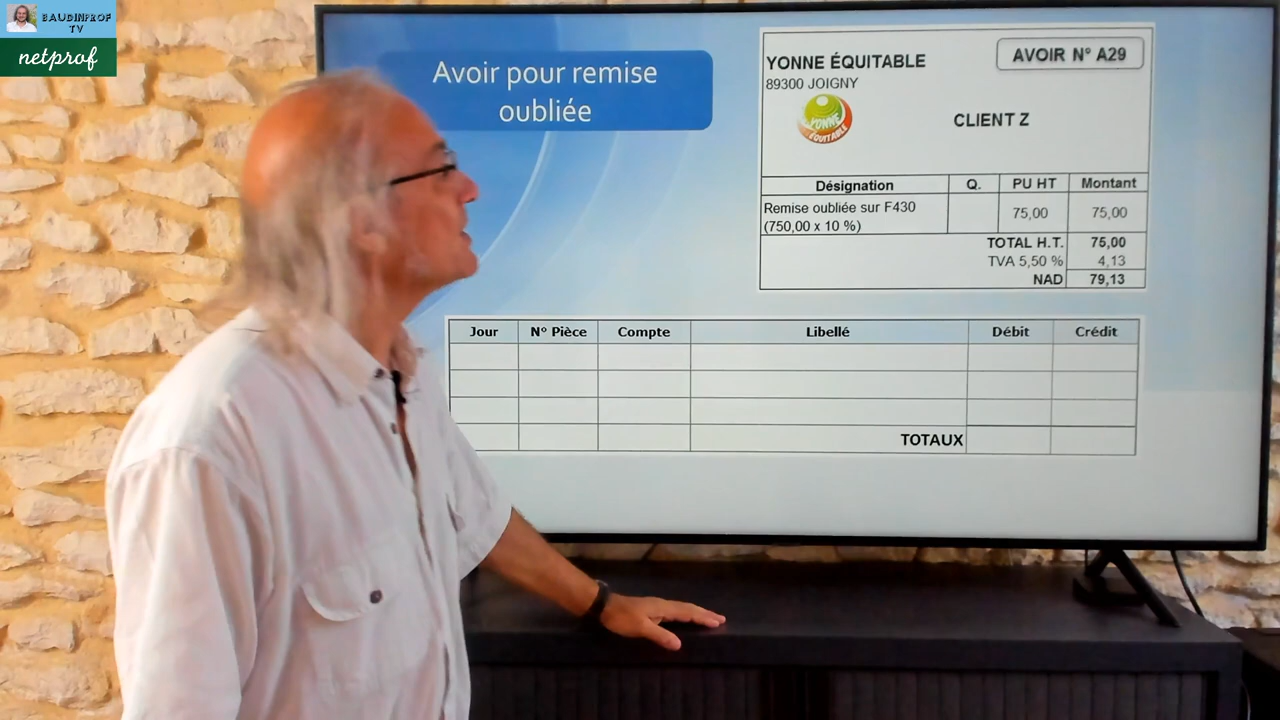 BAUDINPROF
TV
netprof
Avoir pour remise
oubliée
YONNE ÉQUITABLE
AVOIR N° A29
89300 JOIGNY
YONNE
ÉQUITABLE
CLIENT Z
Désignation Q. PU HT Montant
Remise oubliée sur F430 75,00 75,00
(750,00 x 10 %)
TOTAL H.T. 75,00
TVA 5,50 % 4,13
NAD 79,13
Jour N° Pièce Compte Libellé Débit Crédit
TOTAUX